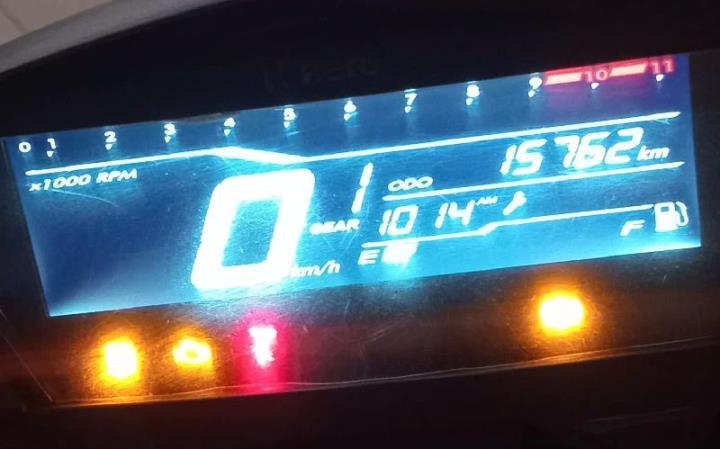 Hero
0 1 2 3 4 5 6 7 8 9 10 11
x1000 RPM
0 km/h
1 GEAR
ODO 15762 km
10 14 AM
E F